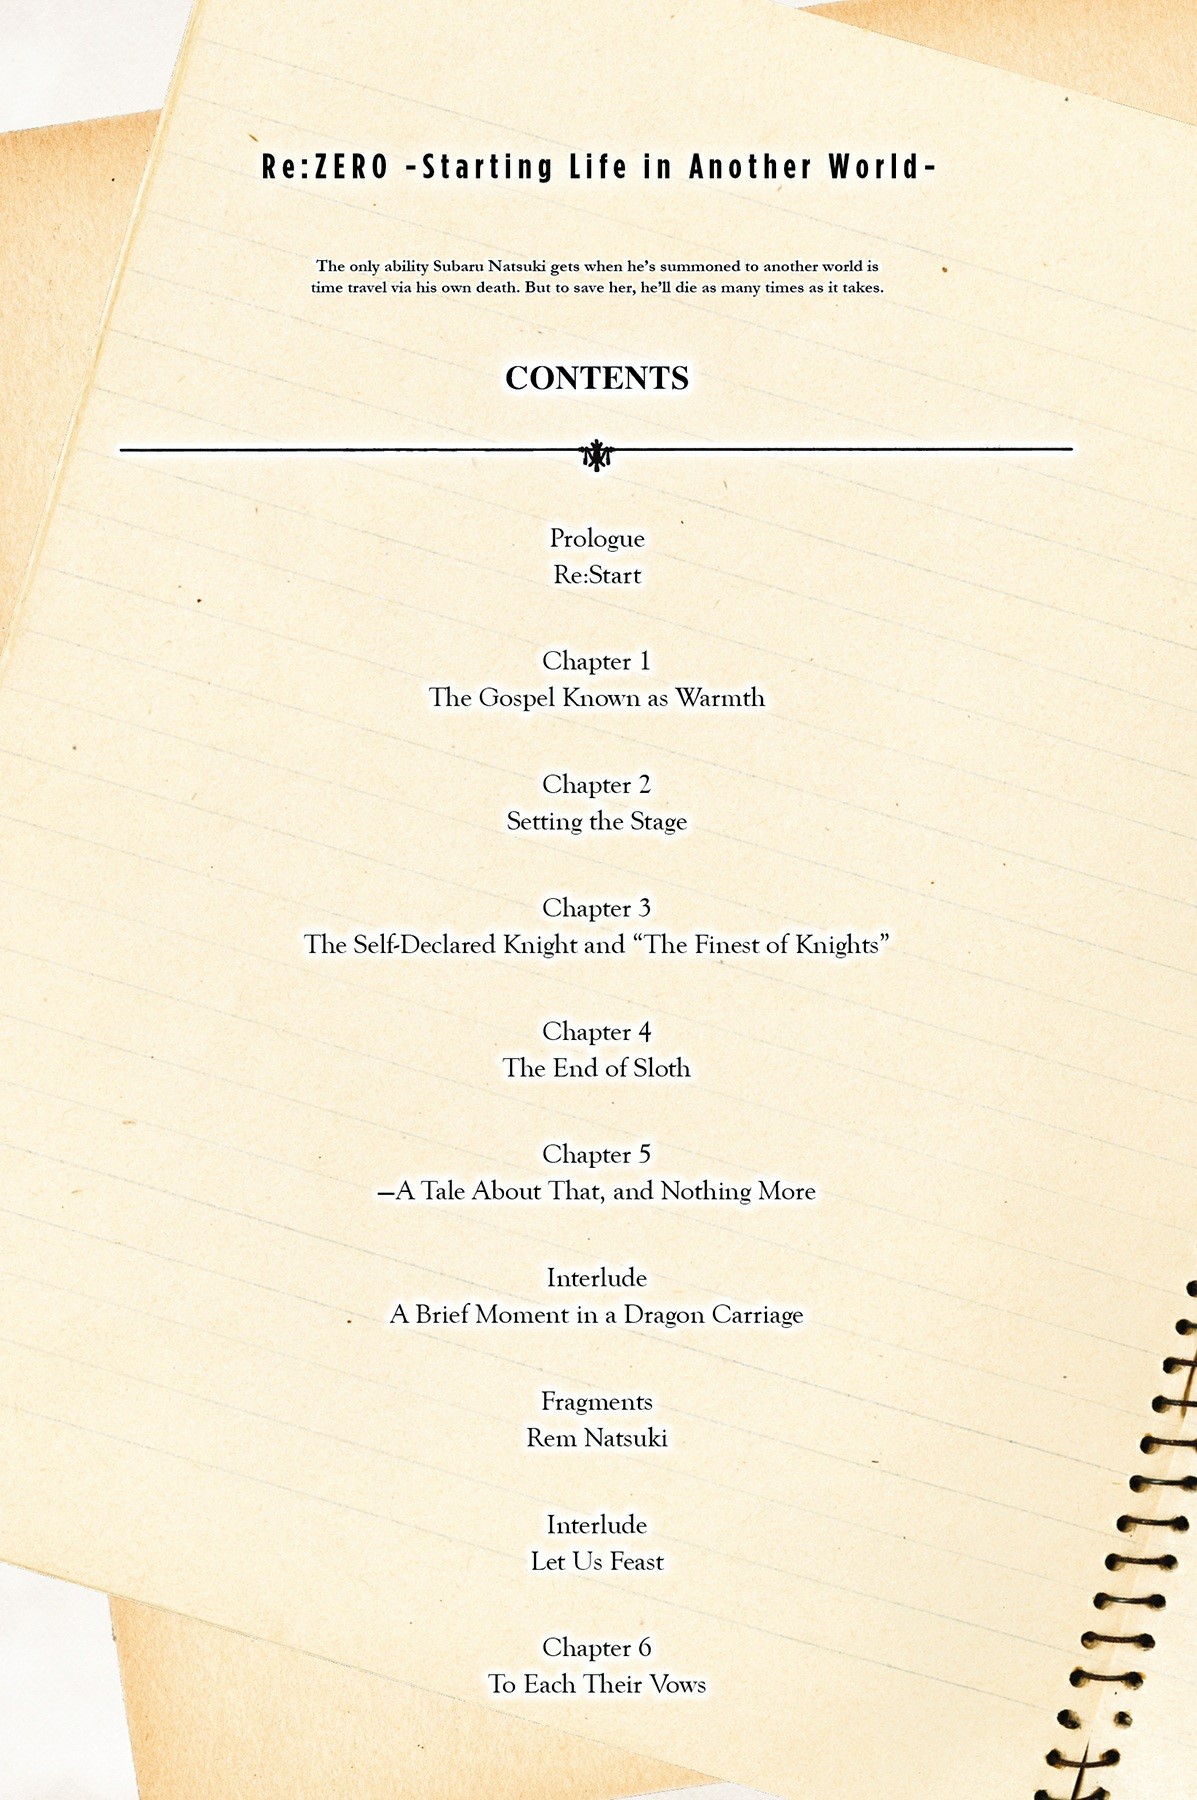 Re:ZERO -Starting Life in Another World-
The only ability Subaru Natsuki gets when he’s summoned to another world is
time travel via his own death. But to save her, he’ll die as many times as it takes.
CONTENTS
Prologue
Re:Start
Chapter 1
The Gospel Known as Warmth
Chapter 2
Setting the Stage
Chapter 3
The Self-Declared Knight and “The Finest of Knights”
Chapter 4
The End of Sloth
Chapter 5
—A Tale About That, and Nothing More
Interlude
A Brief Moment in a Dragon Carriage
Fragments
Rem Natsuki
Interlude
Let Us Feast
Chapter 6
To Each Their Vows